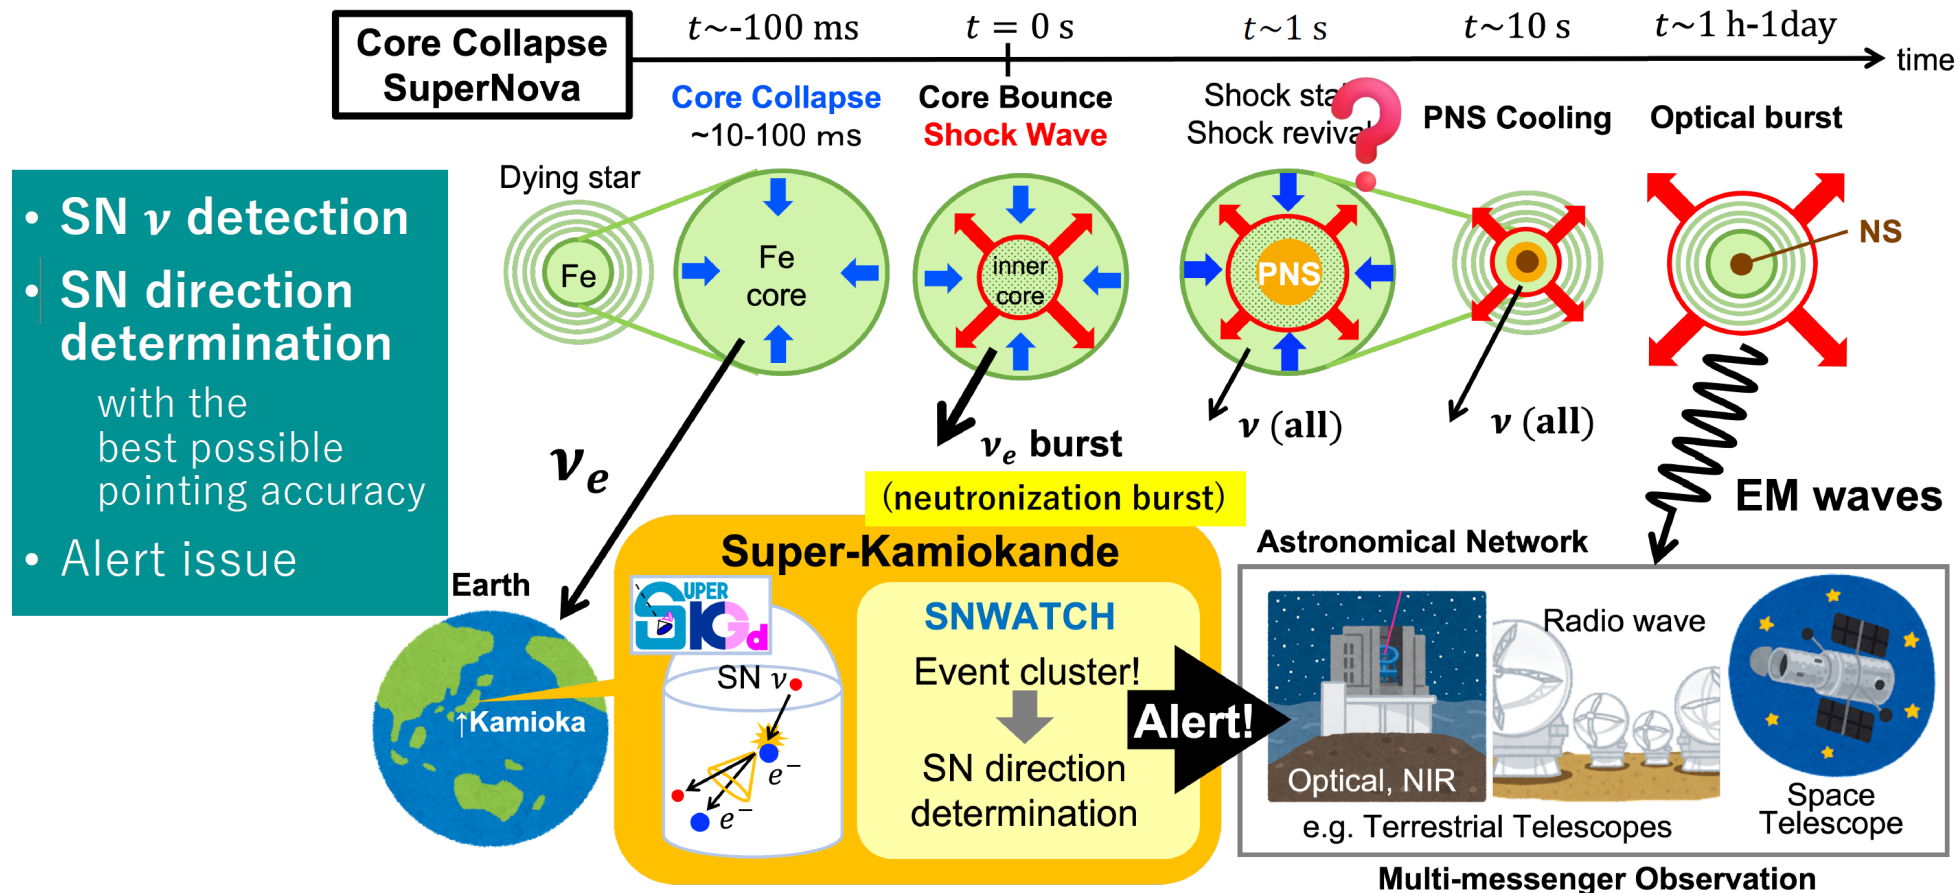 Core Collapse
SuperNova
t~-100 ms
t = 0 s
t~1 s
t~10 s
t~1 h-1day
time
Core Collapse
~10-100 ms
Core Bounce
Shock Wave
Shock
Shock revival
PNS Cooling
Optical burst
• SN ν detection
• SN direction
determination
with the
best possible
pointing accuracy
• Alert issue
Dying star
Fe
Fe
core
inner
core
PNS
NS
νe
νe burst
(neutronization burst)
ν (all)
ν (all)
EM waves
Earth
↑Kamioka
Super-Kamiokande
SUPER
SKGd
SN ν
e−
e−
SNWATCH
Event cluster!
SN direction
determination
Alert!
Astronomical Network
Optical, NIR
Radio wave
e.g. Terrestrial Telescopes
Space
Telescope
Multi-messenger Observation